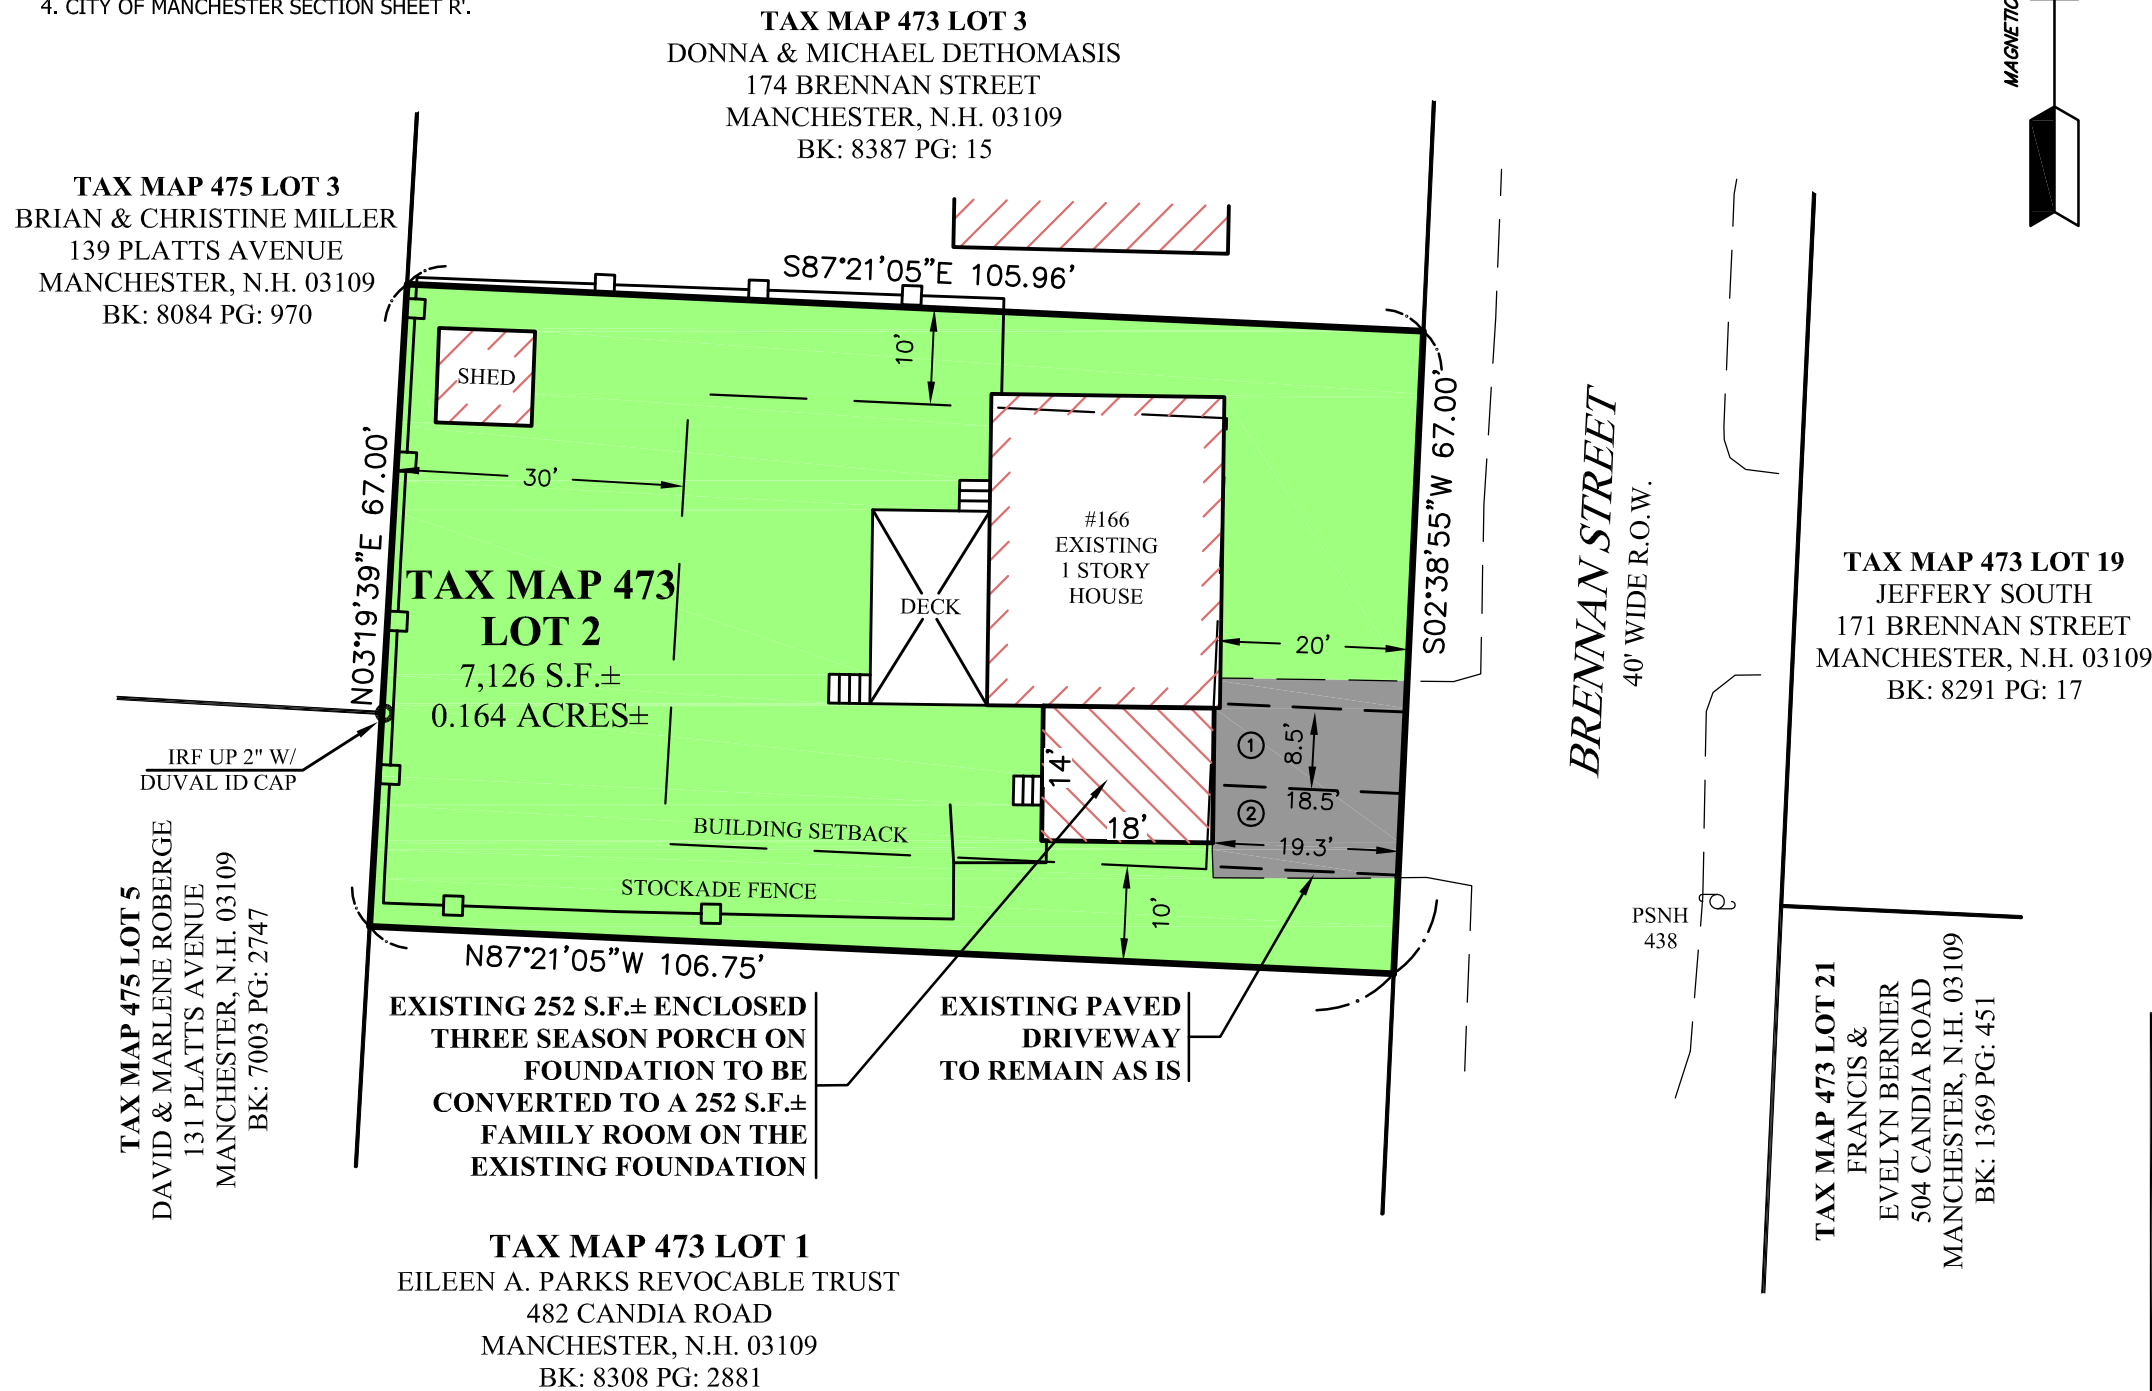 4. CITY OF MANCHESTER SECTION SHEET R'.
MAGNETIC
TAX MAP 473 LOT 3
DONNA & MICHAEL DETHOMASIS
174 BRENNAN STREET
MANCHESTER, N.H. 03109
BK: 8387 PG: 15
TAX MAP 475 LOT 3
BRIAN & CHRISTINE MILLER
139 PLATTS AVENUE
MANCHESTER, N.H. 03109
BK: 8084 PG: 970
S87°21'05"E 105.96'
10'
SHED
30'
N03°19'39"E 67.00'
S02°38'55"W 67.00'
#166
EXISTING
1 STORY
HOUSE
DECK
TAX MAP 473
LOT 2
7,126 S.F.±
0.164 ACRES±
20'
BRENNAN STREET
40' WIDE R.O.W.
TAX MAP 473 LOT 19
JEFFERY SOUTH
171 BRENNAN STREET
MANCHESTER, N.H. 03109
BK: 8291 PG: 17
IRF UP 2" W/
DUVAL ID CAP
14'
18'
1
8.5'
18.5'
2
19.3'
BUILDING SETBACK
STOCKADE FENCE
10'
PSNH
438
N87°21'05"W 106.75'
TAX MAP 475 LOT 5
DAVID & MARLENE ROBERGE
131 PLATTS AVENUE
MANCHESTER, N.H. 03109
BK: 7003 PG: 2747
EXISTING 252 S.F.± ENCLOSED
THREE SEASON PORCH ON
FOUNDATION TO BE
CONVERTED TO A 252 S.F.±
FAMILY ROOM ON THE
EXISTING FOUNDATION
EXISTING PAVED
DRIVEWAY
TO REMAIN AS IS
TAX MAP 473 LOT 21
FRANCIS &
EVELYN BERNIER
504 CANDIA ROAD
MANCHESTER, N.H. 03109
BK: 1369 PG: 451
TAX MAP 473 LOT 1
EILEEN A. PARKS REVOCABLE TRUST
482 CANDIA ROAD
MANCHESTER, N.H. 03109
BK: 8308 PG: 2881